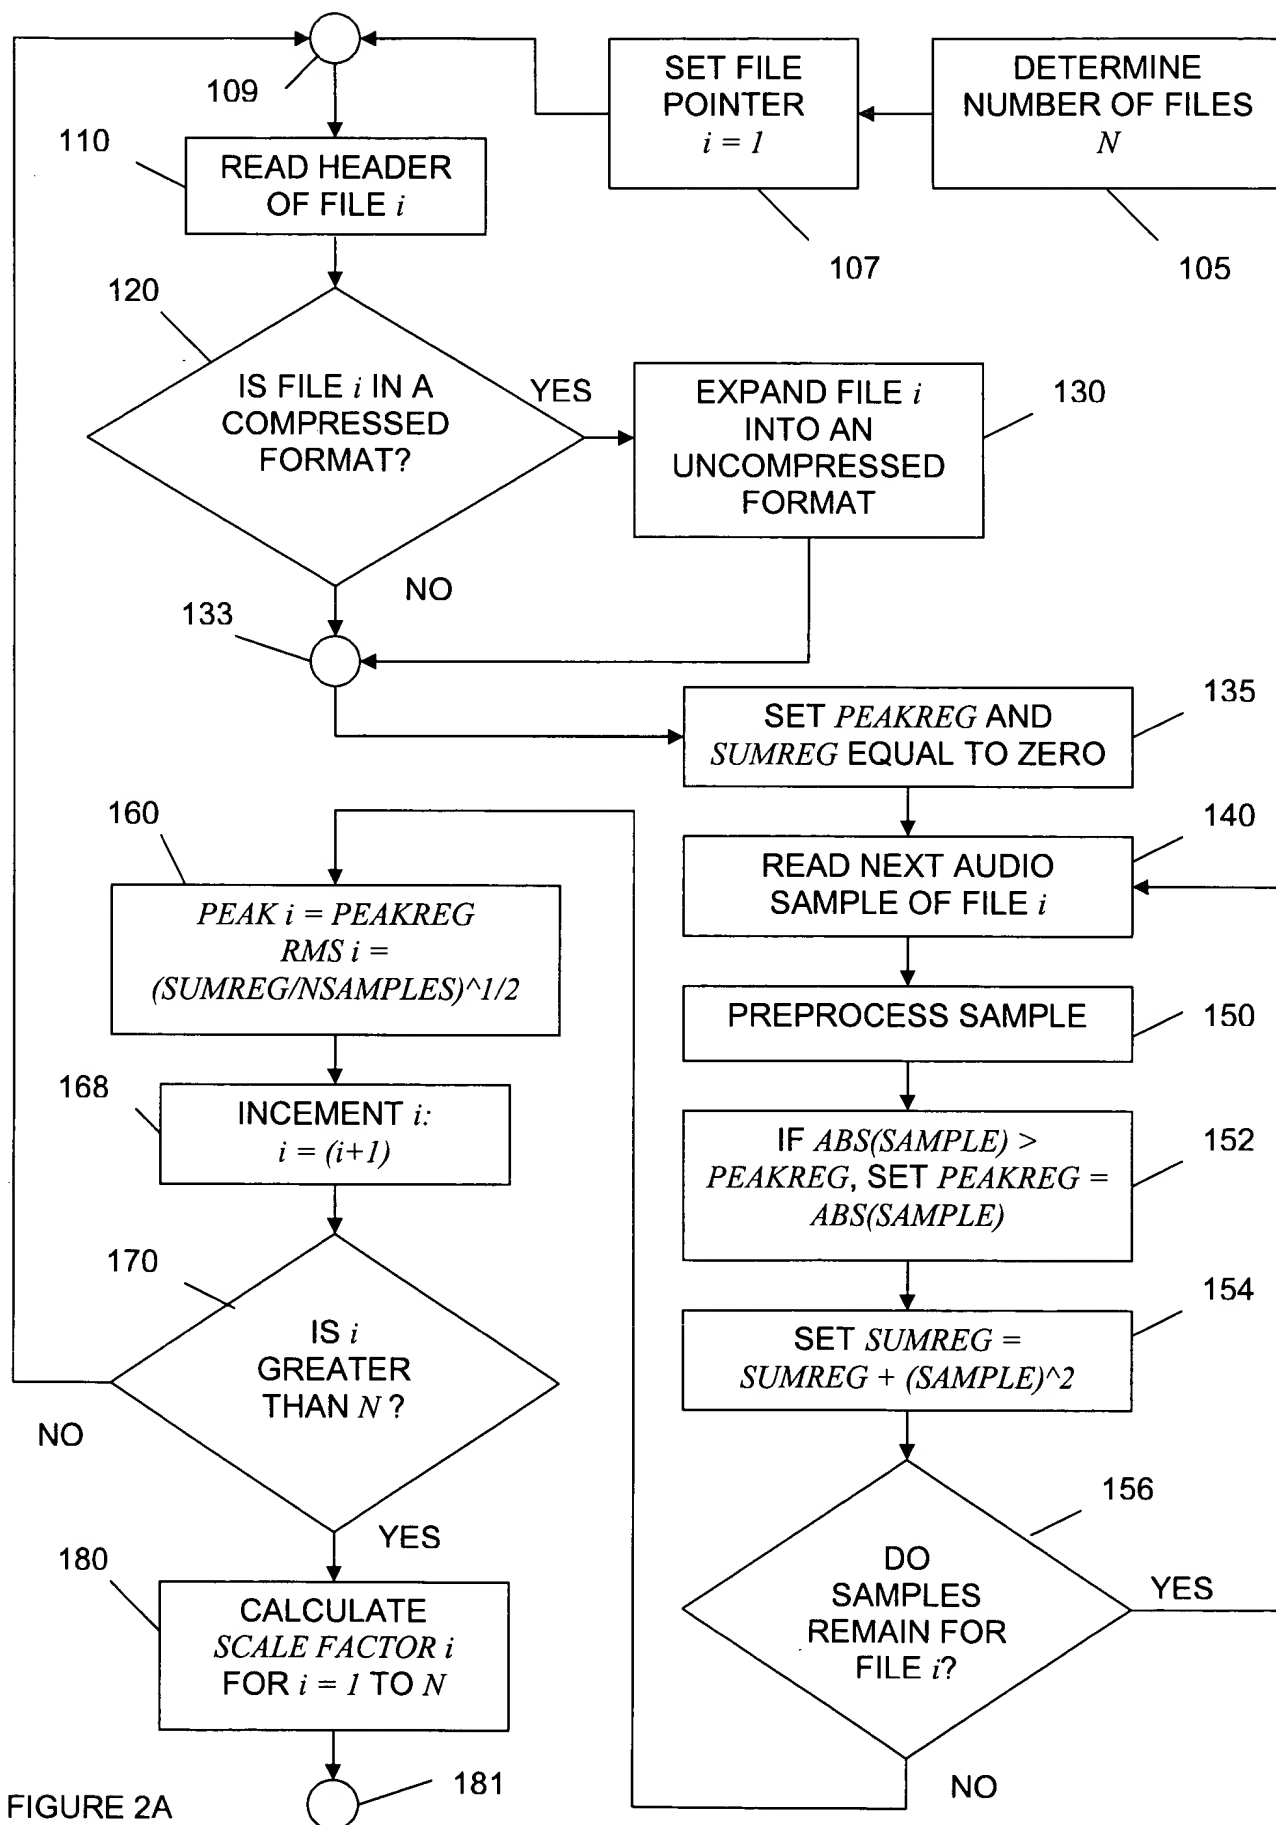 109
SET FILE
POINTER
i = 1
107
DETERMINE
NUMBER OF FILES
N
105
110
READ HEADER
OF FILE i
120
IS FILE i IN A
COMPRESSED
FORMAT?
YES
NO
EXPAND FILE i
INTO AN
UNCOMPRESSED
FORMAT
130
133
SET PEAKREG AND
SUMREG EQUAL TO ZERO
135
READ NEXT AUDIO
SAMPLE OF FILE i
140
PREPROCESS SAMPLE
150
IF ABS(SAMPLE) >
PEAKREG, SET PEAKREG =
ABS(SAMPLE)
152
SET SUMREG =
SUMREG + (SAMPLE)^2
154
DO
SAMPLES
REMAIN FOR
FILE i?
156
YES
NO
160
PEAK i = PEAKREG
RMS i =
(SUMREG/NSAMPLES)^1/2
168
INCEMENT i:
i = (i+1)
170
IS i
GREATER
THAN N ?
NO
YES
180
CALCULATE
SCALE FACTOR i
FOR i = 1 TO N
181
FIGURE 2A